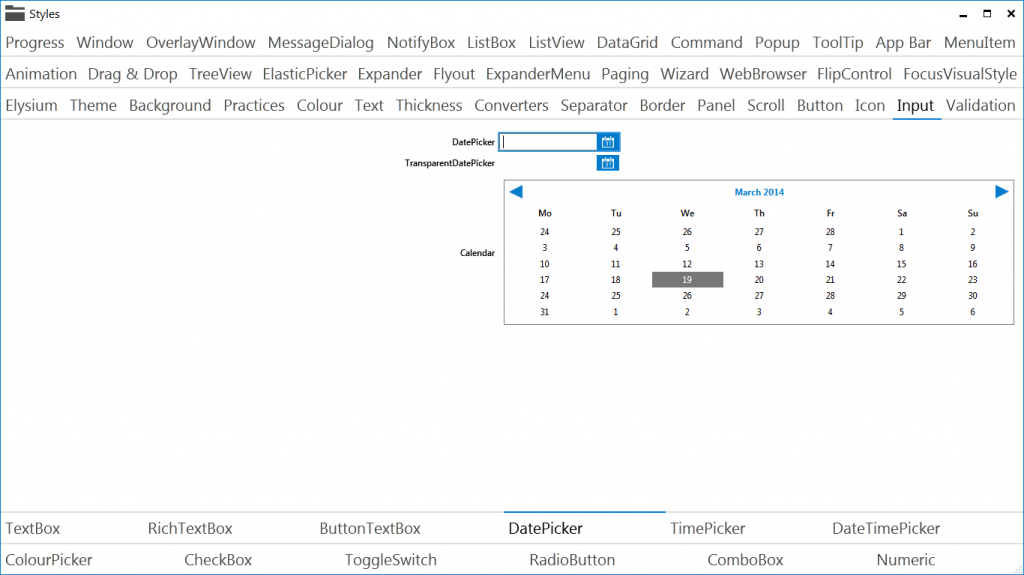 Styles
Progress Window OverlayWindow MessageDialog NotifyBox ListBox ListView DataGrid Command Popup ToolTip App Bar MenuItem
Animation Drag & Drop TreeView ElasticPicker Expander Flyout ExpanderMenu Paging Wizard WebBrowser FlipControl FocusVisualStyle
Elysium Theme Background Practices Colour Text Thickness Converters Separator Border Panel Scroll Button Icon Input Validation
DatePicker
TransparentDatePicker
March 2014
Mo Tu We Th Fr Sa Su
24 25 26 27 28 1 2
3 4 5 6 7 8 9
Calendar
10 11 12 13 14 15 16
17 18 19 20 21 22 23
24 25 26 27 28 29 30
31 1 2 3 4 5 6
TextBox RichTextBox ButtonTextBox DatePicker TimePicker DateTimePicker
ColourPicker CheckBox ToggleSwitch RadioButton ComboBox Numeric